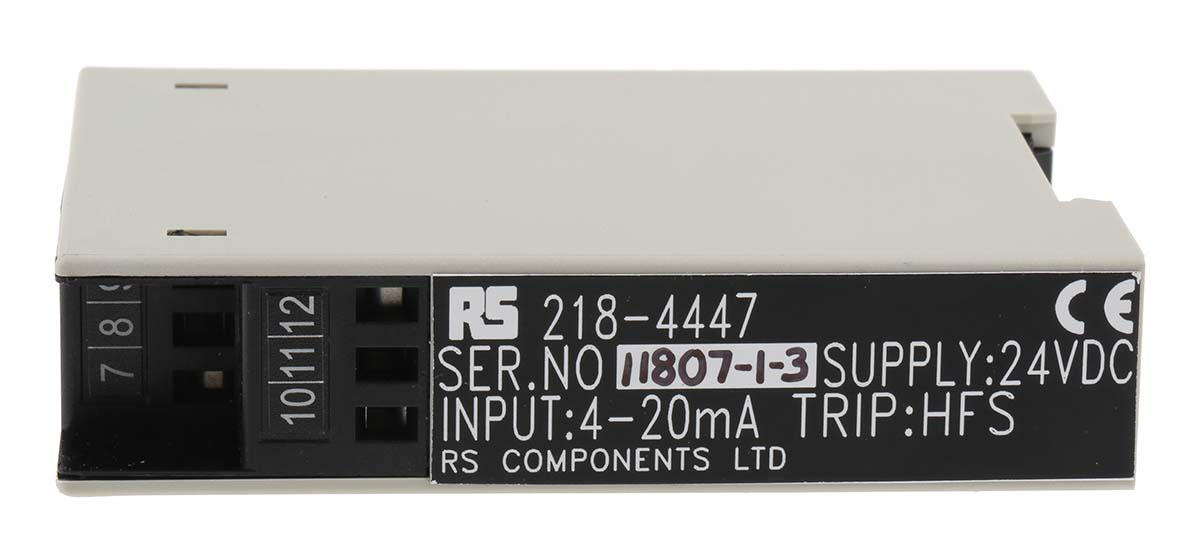 7 8 9
10 11 12
RS 218-4447 CE
SER.NO 11807-1-3 SUPPLY:24VDC
INPUT:4-20mA TRIP:HFS
RS COMPONENTS LTD